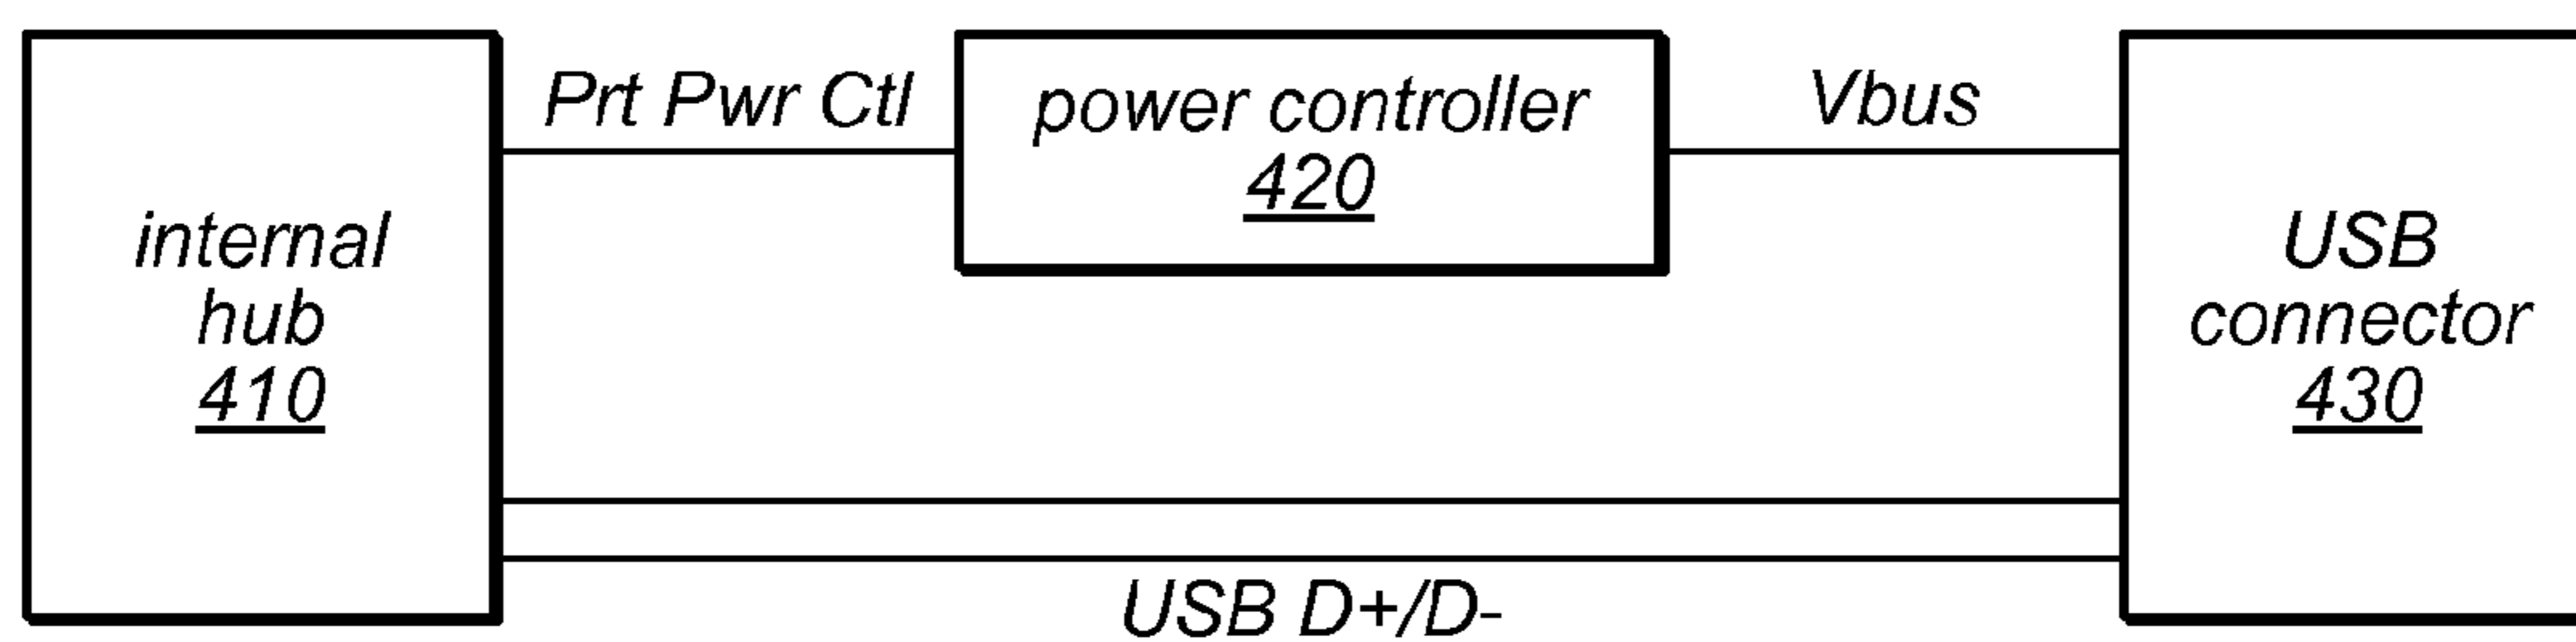 internal
hub
410
Prt Pwr Ctl
power controller
420
Vbus
USB
connector
430
USB D+/D-